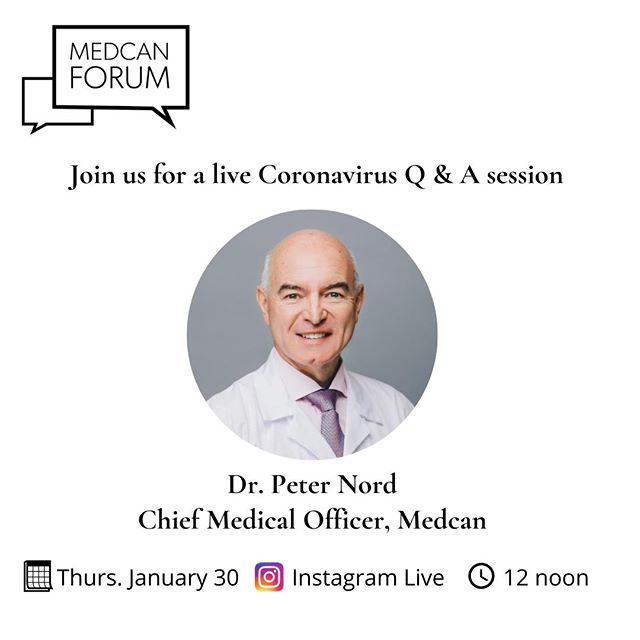 MEDCAN
FORUM
Join us for a live Coronavirus Q & A session
Dr. Peter Nord
Chief Medical Officer, Medcan
Thurs. January 30 Instagram Live 12 noon